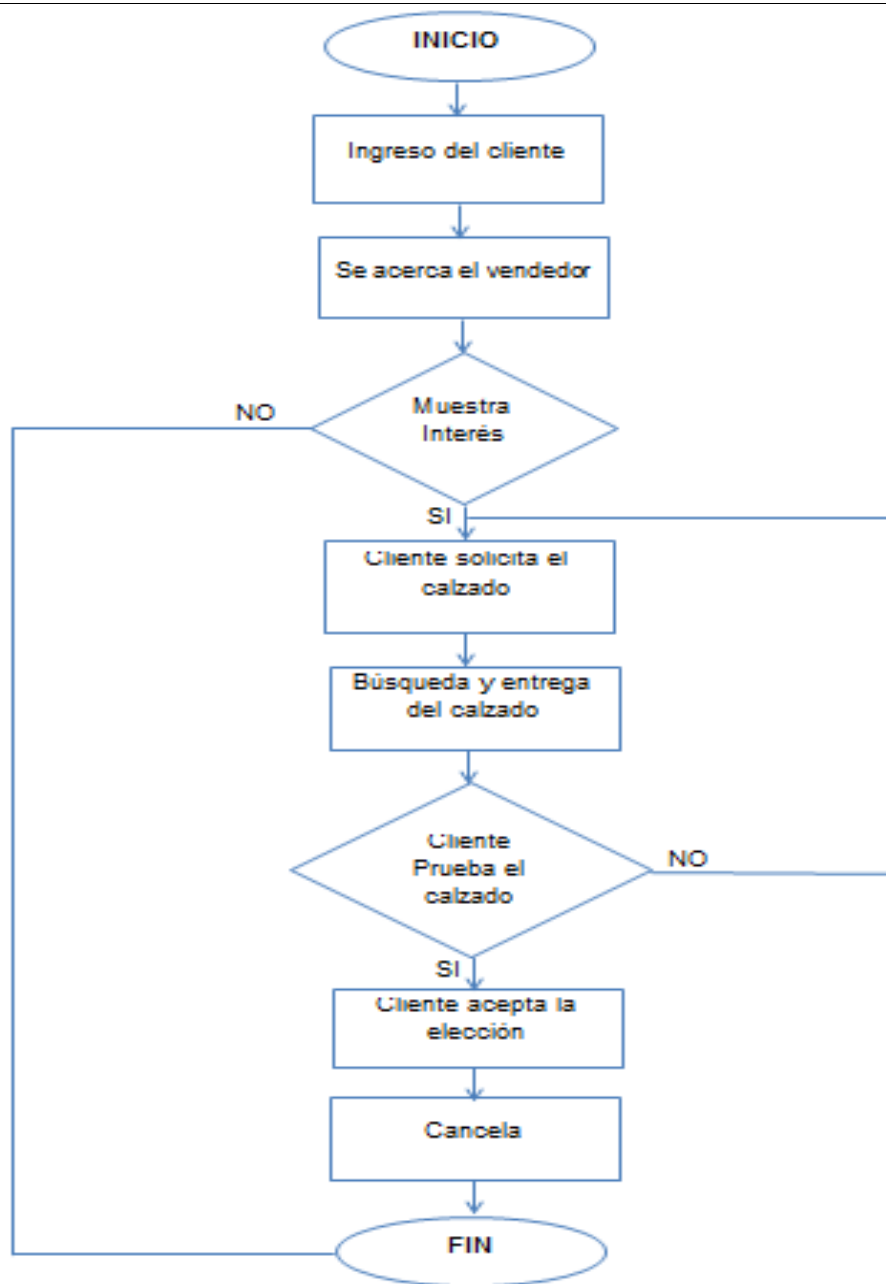 INICIO
Ingreso del cliente
Se acerca el vendedor
Muestra
Interés
NO
SI
Cliente solicita el
calzado
Búsqueda y entrega
del calzado
Cliente
Prueba el
calzado
NO
SI
Cliente acepta la
elección
Cancela
FIN